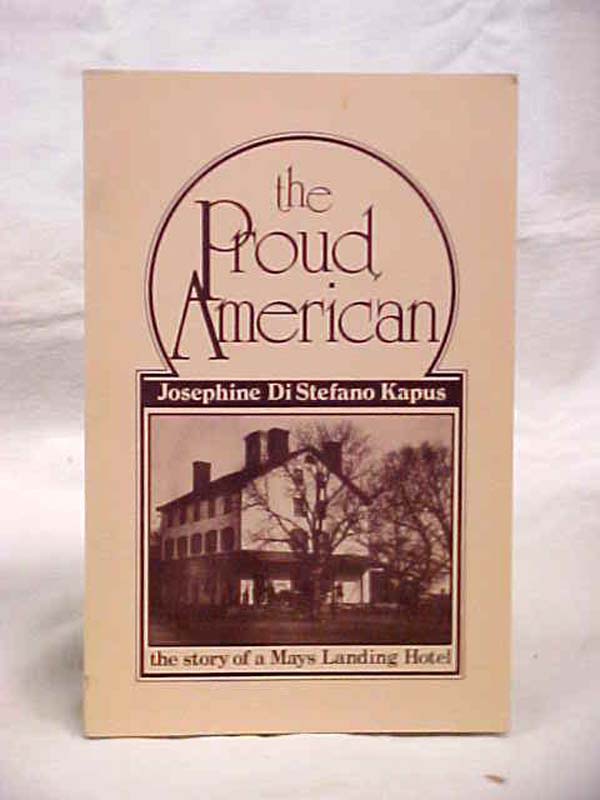 the
Proud
American
Josephine Di Stefano Kapus
the story of a Mays Landing Hotel